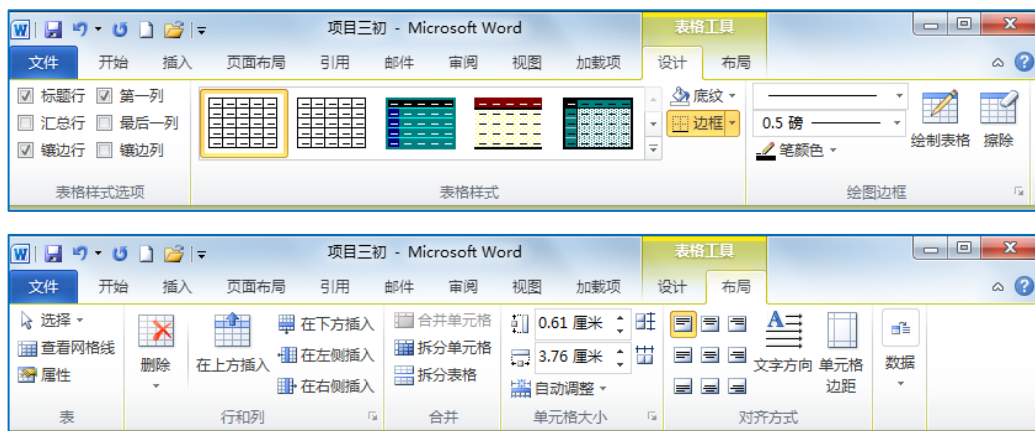 项目三初 - Microsoft Word
表格工具
文件 开始 插入 页面布局 引用 邮件 审阅 视图 加载项 设计 布局
标题行 第一列
汇总行 最后一列
镶边行 镶边列
表格样式选项
表格样式
底纹
边框
0.5 磅
笔颜色
绘制表格 擦除
绘图边框
项目三初 - Microsoft Word
表格工具
文件 开始 插入 页面布局 引用 邮件 审阅 视图 加载项 设计 布局
选择
查看网格线
属性
表
删除
在上方插入
在下方插入
在左侧插入
在右侧插入
行和列
合并单元格
拆分单元格
拆分表格
合并
0.61 厘米
3.76 厘米
自动调整
单元格大小
文字方向
单元格
边距
对齐方式
数据